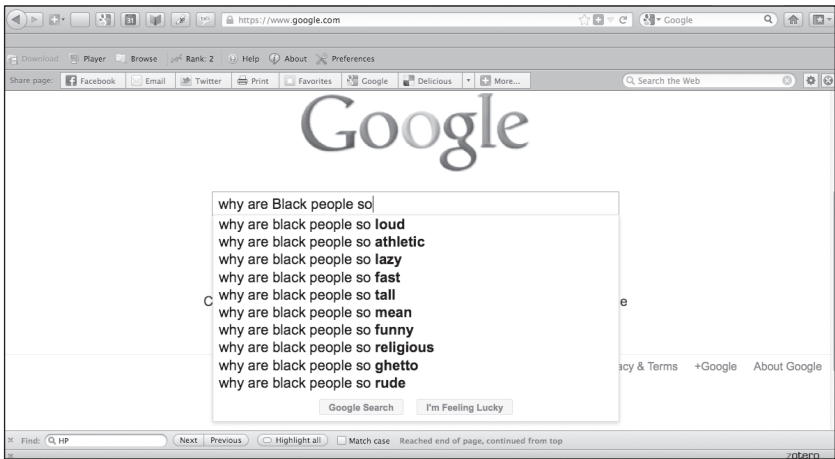 31 https://www.google.com Google
Download Player Browse Rank: 2 Help About Preferences
Share page: Facebook Email Twitter Print Favorites Google Delicious More... Search the Web
Google
why are Black people so
why are black people so loud
why are black people so athletic
why are black people so lazy
why are black people so fast
why are black people so tall
why are black people so mean
C why are black people so funny e
why are black people so religious
why are black people so ghetto acy & Terms +Google About Google
why are black people so rude
Google Search I'm Feeling Lucky
Find: HP Next Previous Highlight all Match case Reached end of page, continued from top
zotero